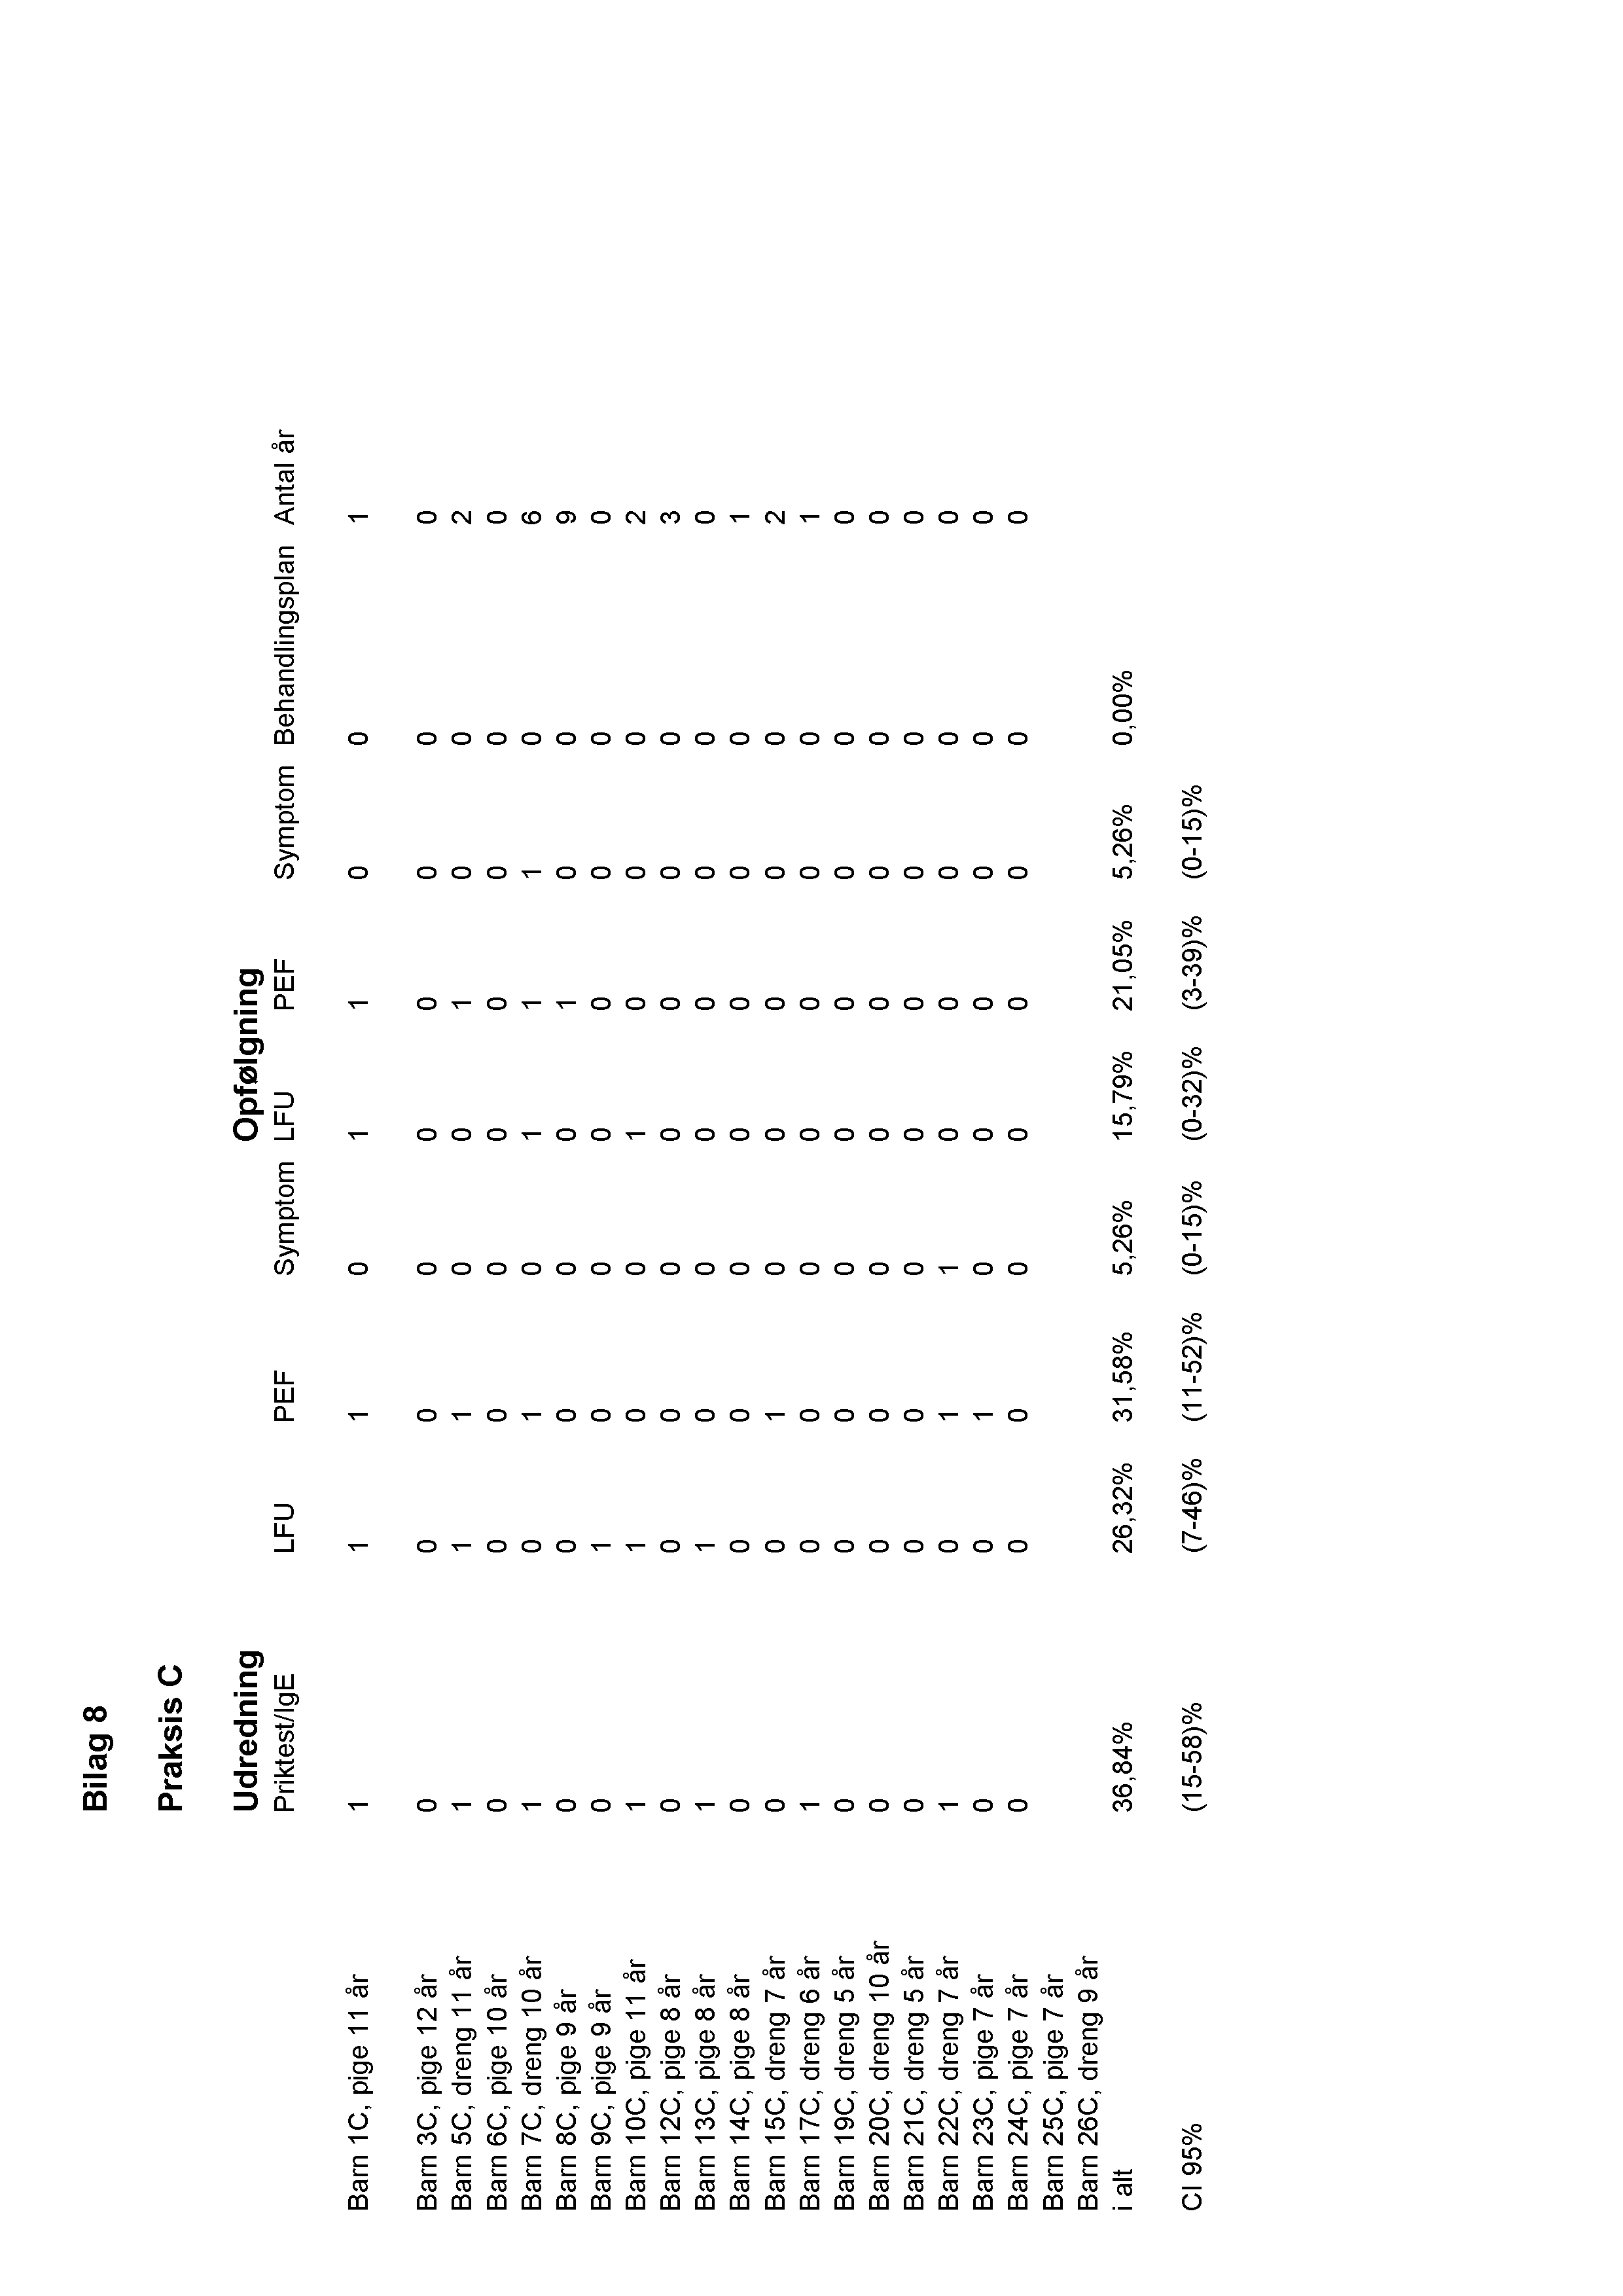 Bilag 8
Praksis C
Udredning Opfølgning
Priktest/IgE LFU PEF Symptom LFU PEF Symptom Behandlingsplan Antal år
Barn 1C, pige 11 år 1 1 1 0 1 1 0 0 1
Barn 3C, pige 12 år 0 0 0 0 0 0 0 0 0
Barn 5C, dreng 11 år 1 1 1 0 0 1 0 0 2
Barn 6C, pige 10 år 0 0 0 0 0 0 0 0 0
Barn 7C, dreng 10 år 1 0 1 0 1 1 1 0 6
Barn 8C, pige 9 år 0 0 0 0 0 1 0 0 9
Barn 9C, pige 9 år 0 1 0 0 0 0 0 0 0
Barn 10C, pige 11 år 1 1 0 0 1 0 0 0 2
Barn 12C, pige 8 år 0 0 0 0 0 0 0 0 3
Barn 13C, pige 8 år 1 1 0 0 0 0 0 0 0
Barn 14C, pige 8 år 0 0 0 0 0 0 0 0 1
Barn 15C, dreng 7 år 0 0 1 0 0 0 0 0 2
Barn 17C, dreng 6 år 1 0 0 0 0 0 0 0 1
Barn 19C, dreng 5 år 0 0 0 0 0 0 0 0 0
Barn 20C, dreng 10 år 0 0 0 0 0 0 0 0 0
Barn 21C, dreng 5 år 0 0 0 0 0 0 0 0 0
Barn 22C, dreng 7 år 1 0 1 1 0 0 0 0 0
Barn 23C, pige 7 år 0 0 1 0 0 0 0 0 0
Barn 24C, pige 7 år 0 0 0 0 0 0 0 0 0
Barn 25C, pige 7 år
Barn 26C, dreng 9 år
i alt 36,84% 26,32% 31,58% 5,26% 15,79% 21,05% 5,26% 0,00%
CI 95% (15-58)% (7-46)% (11-52)% (0-15)% (0-32)% (3-39)% (0-15)%